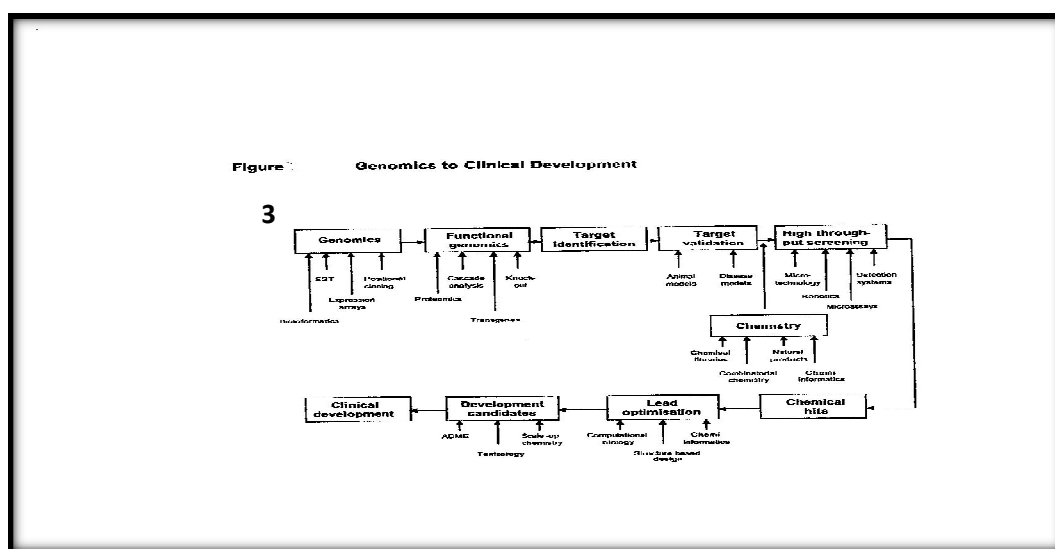 Figure Genomics to Clinical Development
3
Genomics
Functional
genomics
Target
identification
Target
validation
High through-
put screening
EST
Positional
cloning
Expression
arrays
Bioinformatics
Cascade
analysis
Knock-
out
Proteomics
Transgenes
Animal
models
Disease
models
Micro-
technology
Detection
systems
Robotics
Microassays
Chemistry
Chemical
libraries
Natural
products
Combinatorial
chemistry
Chemi
informatics
Clinical
development
Development
candidates
Lead
optimisation
Chemical
hits
ADME
Scale-up
chemistry
Toxicology
Computational
Chemi
informatics
Structure based
design